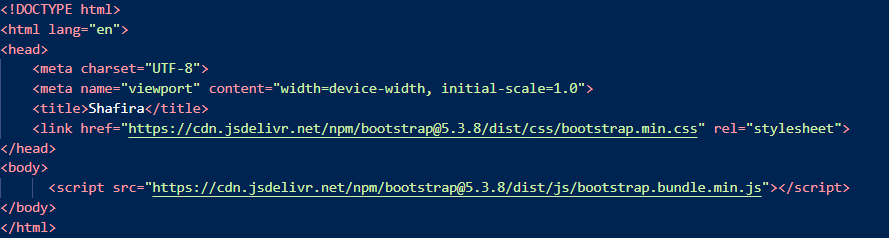 <!DOCTYPE html>
<html lang="en">
<head>
    <meta charset="UTF-8">
    <meta name="viewport" content="width=device-width, initial-scale=1.0">
    <title>Shafira</title>
    <link href="https://cdn.jsdelivr.net/npm/bootstrap@5.3.8/dist/css/bootstrap.min.css" rel="stylesheet">
</head>
<body>
      <script src="https://cdn.jsdelivr.net/npm/bootstrap@5.3.8/dist/js/bootstrap.bundle.min.js"></script>
</body>
</html>